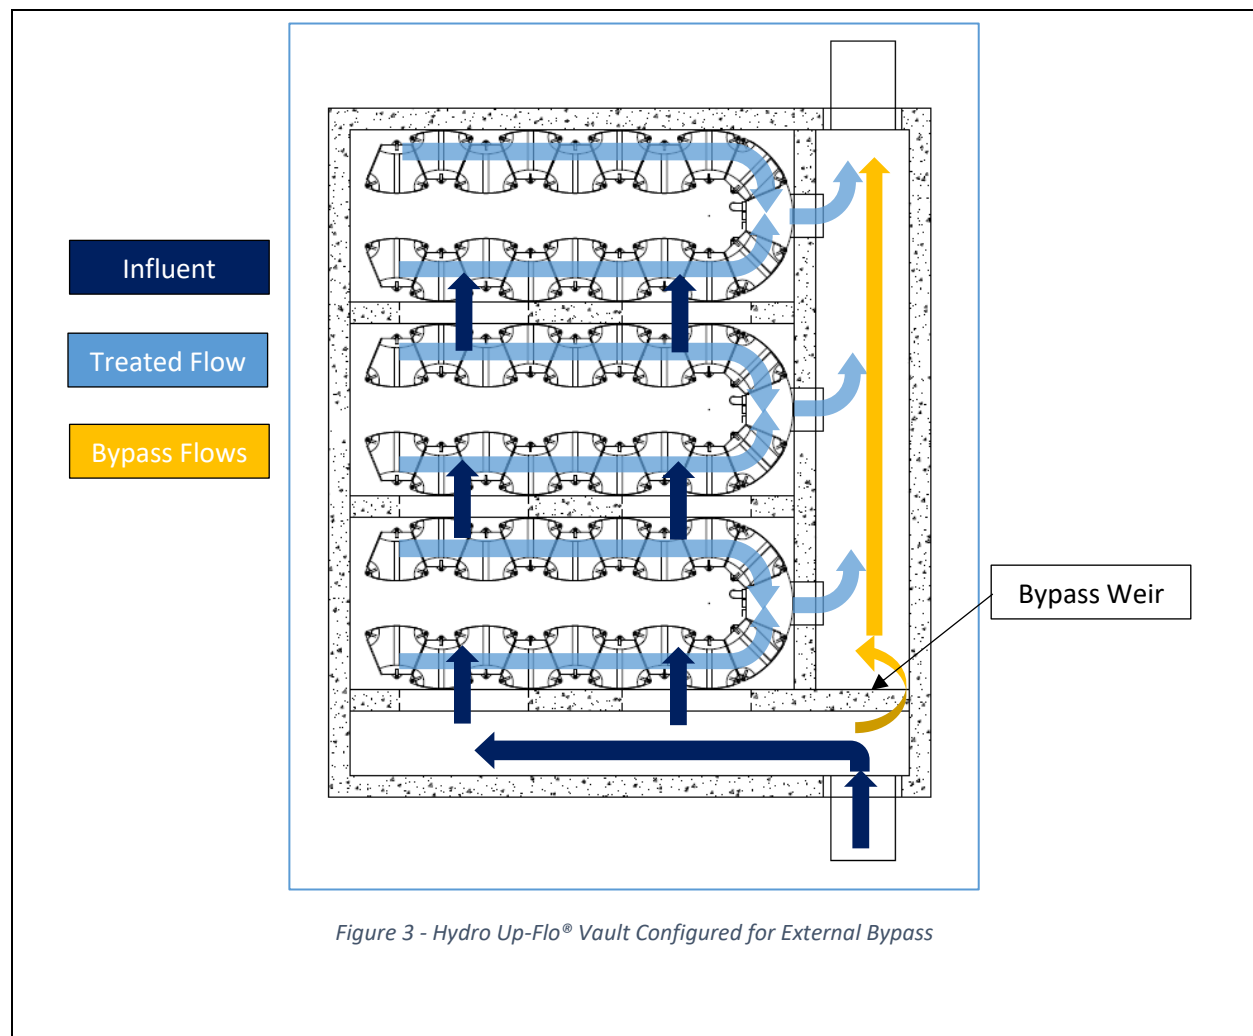 Influent
Treated Flow
Bypass Flows
Bypass Weir
Figure 3 - Hydro Up-Flo® Vault Configured for External Bypass